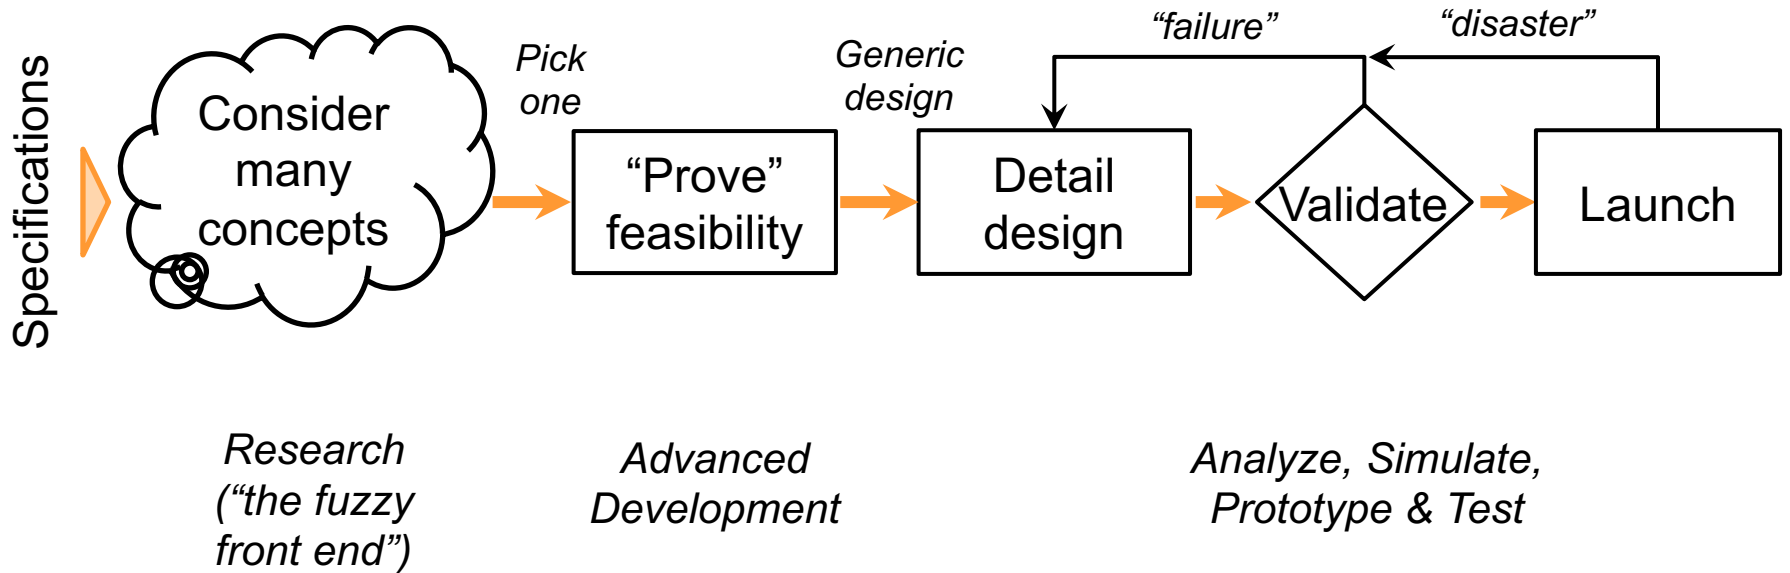 Specifications
Consider
many
concepts
Pick
one
“Prove”
feasibility
Generic
design
Detail
design
“failure”
Validate
“disaster”
Launch
Research
(“the fuzzy
front end”)
Advanced
Development
Analyze, Simulate,
Prototype & Test